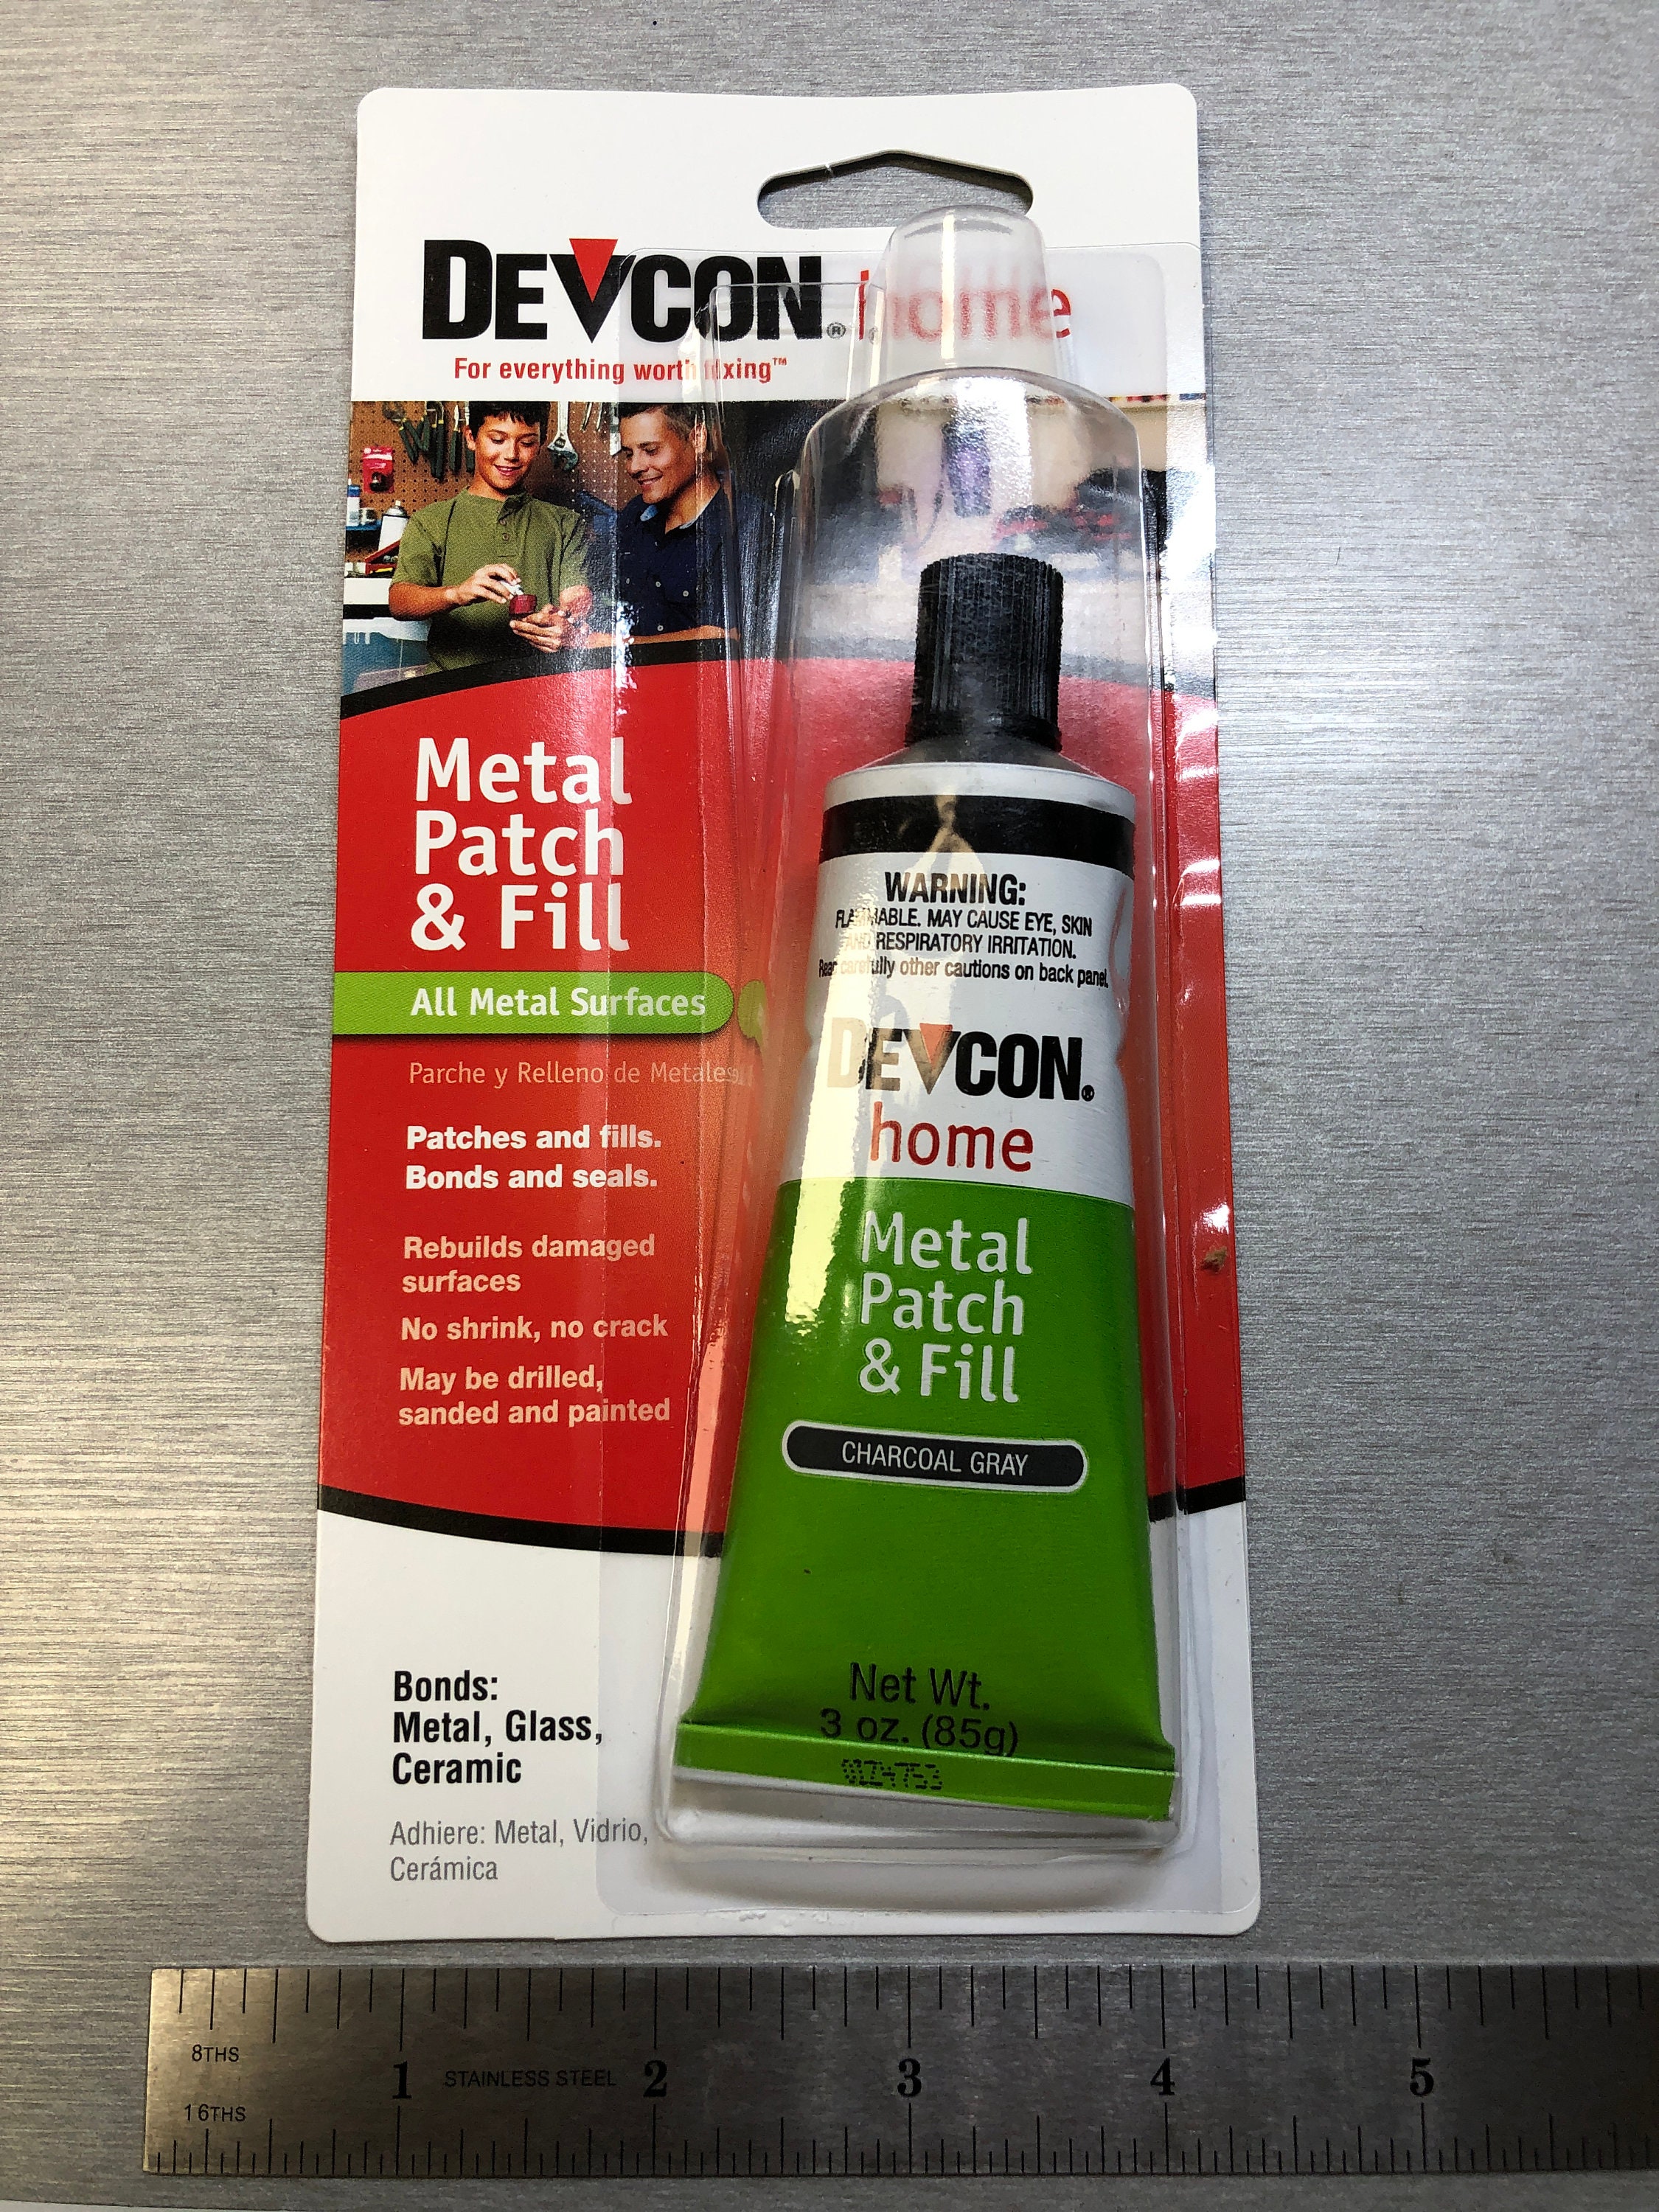 DEVCON® home
For everything worth fixing™
Metal
Patch
& Fill
All Metal Surfaces
Parche y Relleno de Metales
Patches and fills.
Bonds and seals.
Rebuilds damaged
surfaces
No shrink, no crack
May be drilled,
sanded and painted
Bonds:
Metal, Glass,
Ceramic
Adhiere: Metal, Vidrio,
Cerámica
WARNING:
FLAMMABLE. MAY CAUSE EYE, SKIN
AND RESPIRATORY IRRITATION.
Read carefully other cautions on back panel.
DEVCON®
home
Metal
Patch
& Fill
CHARCOAL GRAY
Net Wt.
3 oz. (85g)
8THS
1 2 3 4 5
STAINLESS STEEL
16THS